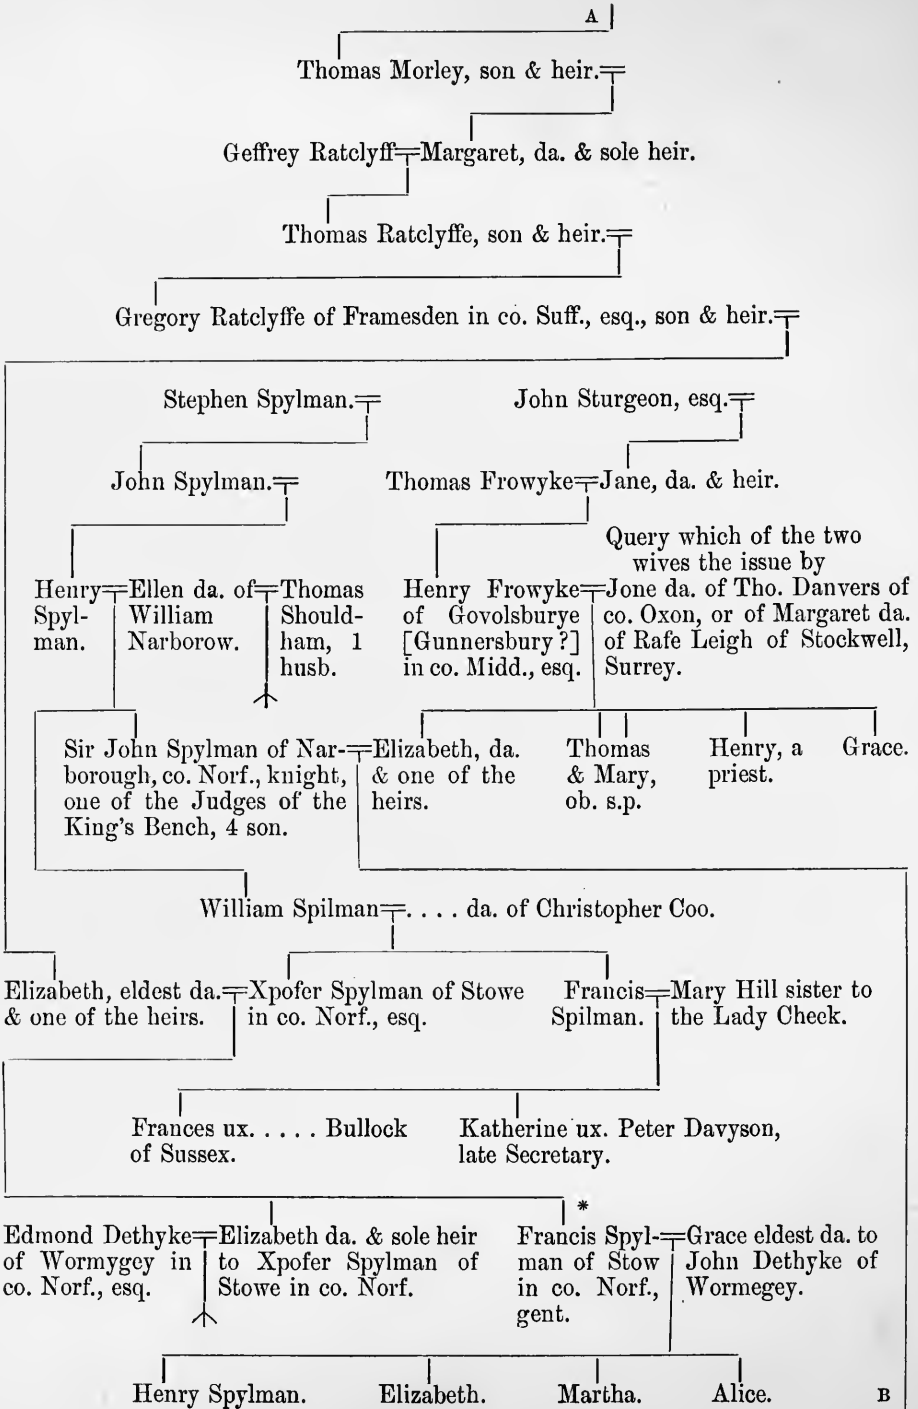 A
Thomas Morley, son & heir.
Geffrey Ratclyff Margaret, da. & sole heir.
Thomas Ratclyffe, son & heir.
Gregory Ratclyffe of Framesden in co. Suff., esq., son & heir.
Stephen Spylman.
John Sturgeon, esq.
John Spylman.
Thomas Frowyke Jane, da. & heir.
Query which of the two
wives the issue by
Henry
Spyl-
man.
Ellen da. of
William
Narborow.
Thomas
Should-
ham, 1
husb.
Henry Frowyke
of Govolsburye
[Gunnersbury?]
in co. Midd., esq.
Jone da. of Tho. Danvers of
co. Oxon, or of Margaret da.
of Rafe Leigh of Stockwell,
Surrey.
Sir John Spylman of Nar-
borough, co. Norf., knight,
one of the Judges of the
King's Bench, 4 son.
Elizabeth, da.
& one of the
heirs.
Thomas
& Mary,
ob. s.p.
Henry, a
priest.
Grace.
William Spilman . . . . da. of Christopher Coo.
Elizabeth, eldest da.
& one of the heirs.
Xpofer Spylman of Stowe
in co. Norf., esq.
Francis
Spilman.
Mary Hill sister to
the Lady Check.
Frances ux. . . . . . Bullock
of Sussex.
Katherine ux. Peter Davyson,
late Secretary.
*
Edmond Dethyke
of Wormygey in
co. Norf., esq.
Elizabeth da. & sole heir
to Xpofer Spylman of
Stowe in co. Norf.
Francis Spyl-
man of Stow
in co. Norf.,
gent.
Grace eldest da. to
John Dethyke of
Wormegey.
Henry Spylman.
Elizabeth.
Martha.
Alice.
B